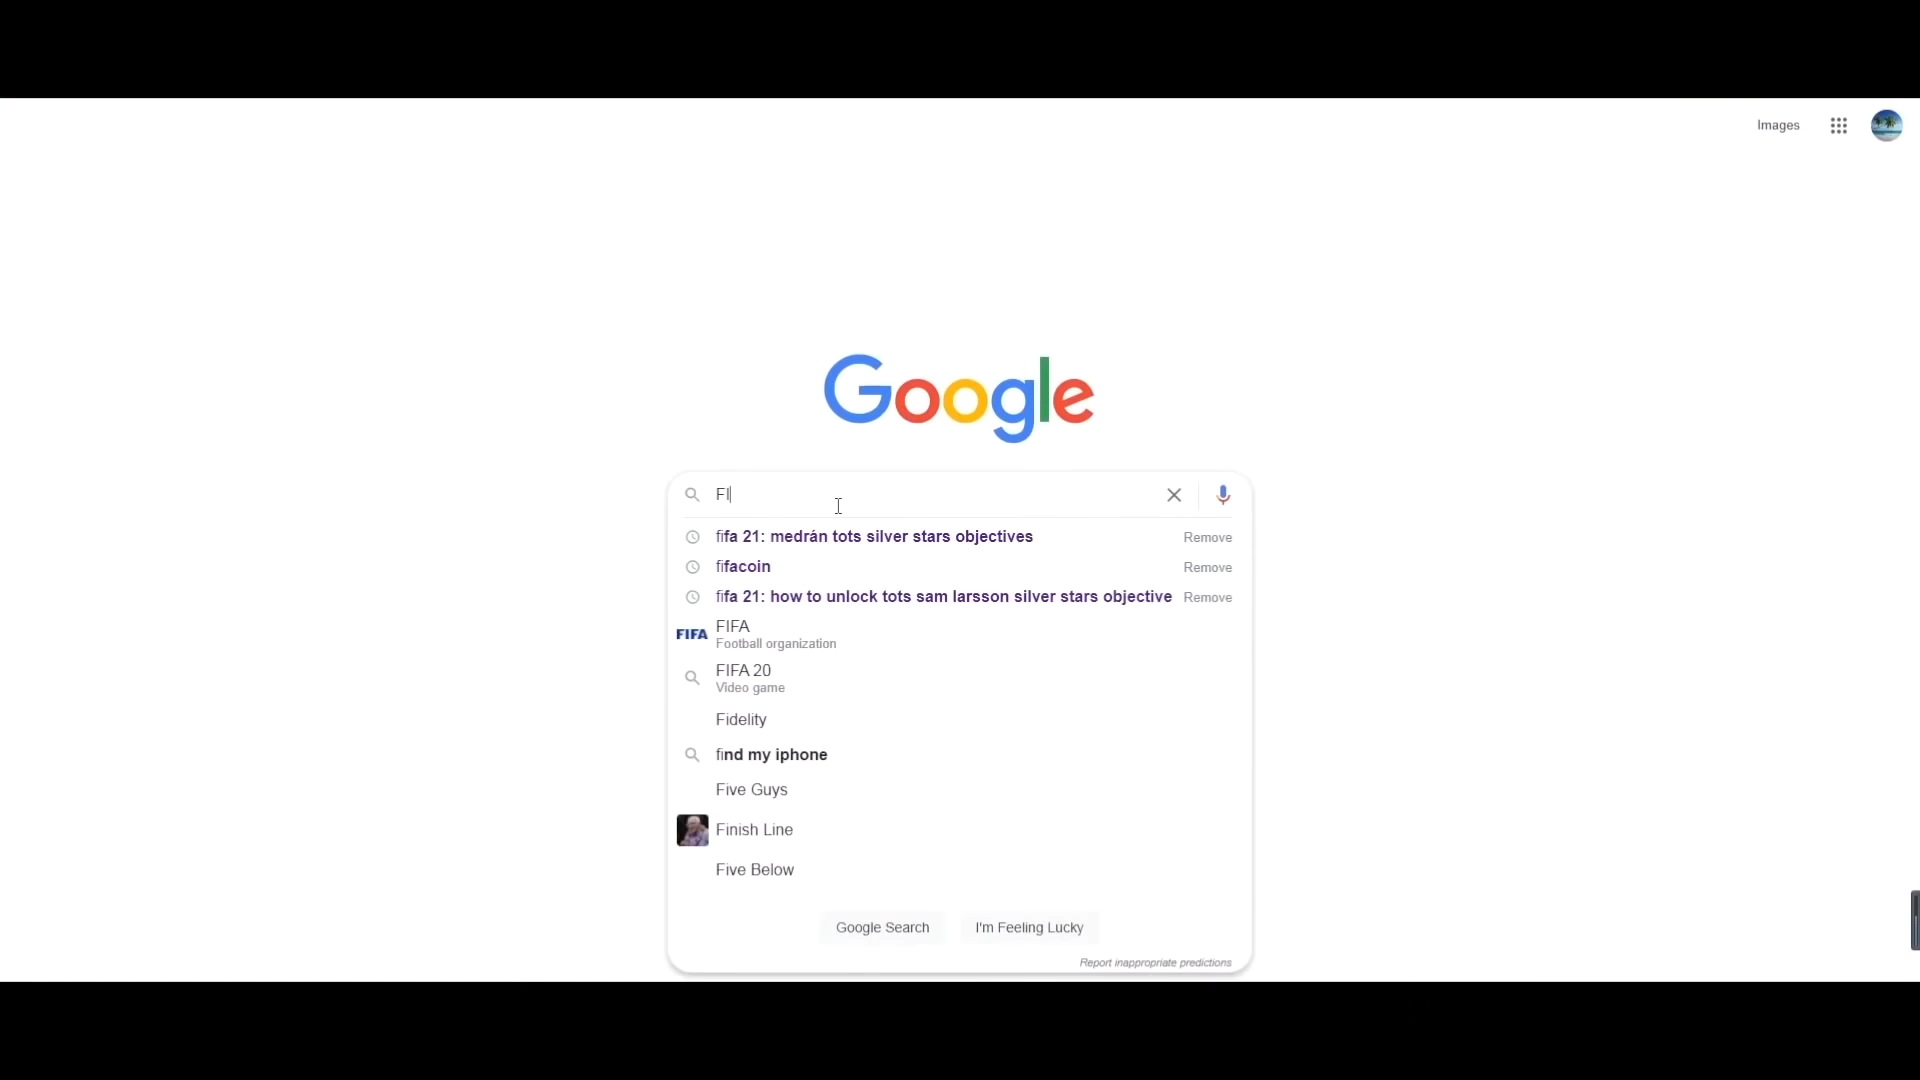 Images
Google
FI
fifa 21: medrán tots silver stars objectives
Remove
fifacoin
Remove
fifa 21: how to unlock tots sam larsson silver stars objective
Remove
FIFA
FIFA
Football organization
FIFA 20
Video game
Fidelity
find my iphone
Five Guys
Finish Line
Five Below
Google Search
I'm Feeling Lucky
Report inappropriate predictions